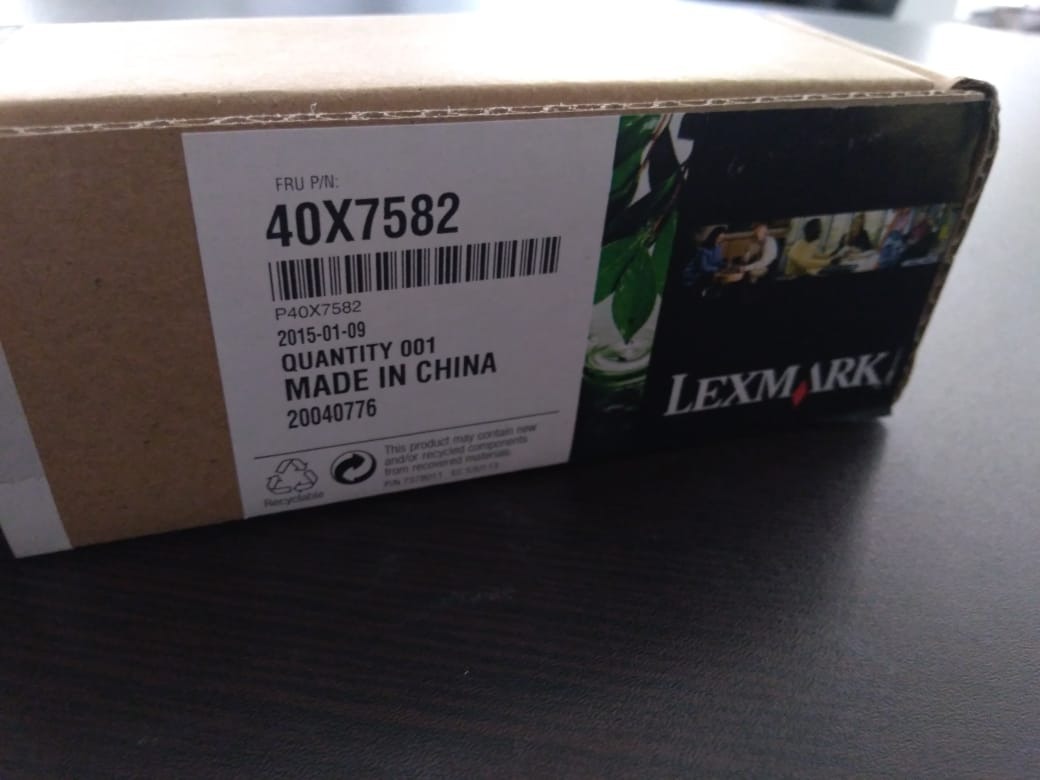 FRU P/N:
40X7582
P40X7582
2015-01-09
QUANTITY 001
MADE IN CHINA
20040776
Recyclable
This product may contain new
and/or recycled components
from recovered materials.
P/N
LEXMARK